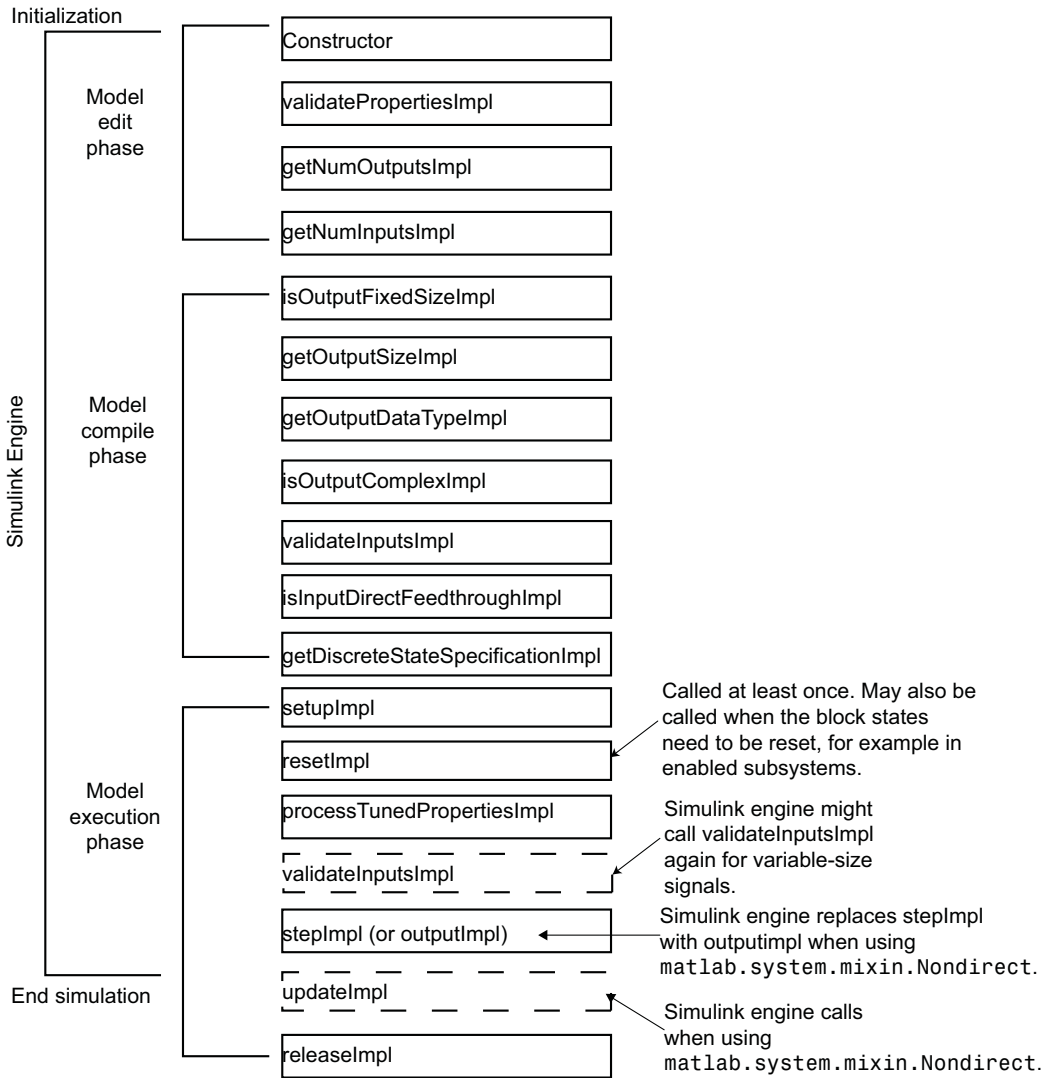 Initialization
Simulink Engine
Model
edit
phase
Constructor
validatePropertiesImpl
getNumOutputsImpl
getNumInputsImpl
Model
compile
phase
isOutputFixedSizeImpl
getOutputSizeImpl
getOutputDataTypeImpl
isOutputComplexImpl
validateInputsImpl
isInputDirectFeedthroughImpl
getDiscreteStateSpecificationImpl
Model
execution
phase
setupImpl
resetImpl
Called at least once. May also be
called when the block states
need to be reset, for example in
enabled subsystems.
processTunedPropertiesImpl
validateInputsImpl
Simulink engine might
call validateInputsImpl
again for variable-size
signals.
stepImpl (or outputImpl)
Simulink engine replaces stepImpl
with outputimpl when using
matlab.system.mixin.Nondirect.
End simulation
updateImpl
Simulink engine calls
when using
matlab.system.mixin.Nondirect.
releaseImpl